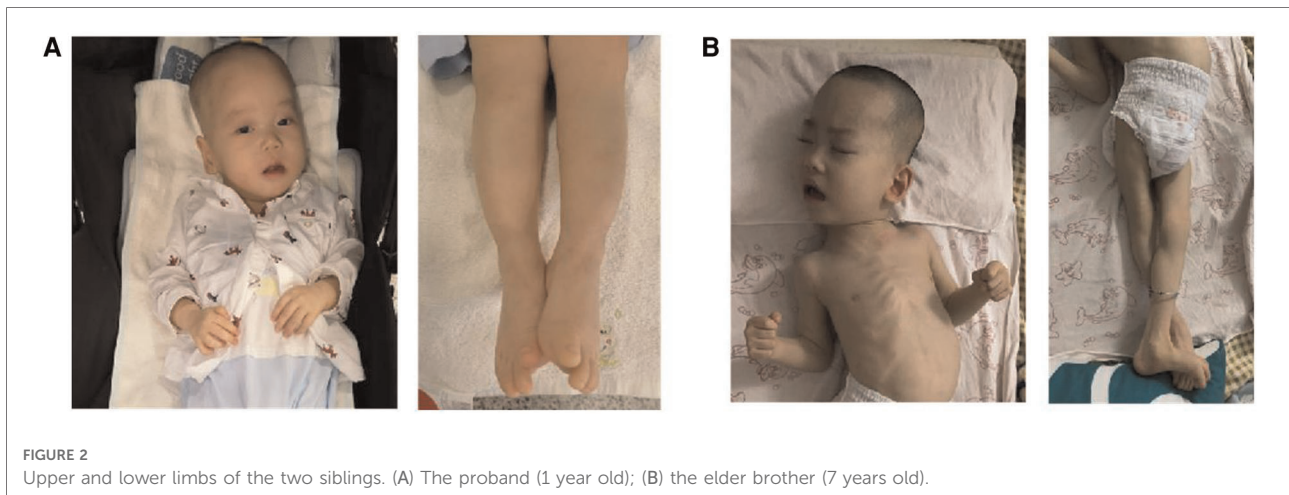 A
B
FIGURE 2
Upper and lower limbs of the two siblings. (A) The proband (1 year old); (B) the elder brother (7 years old).